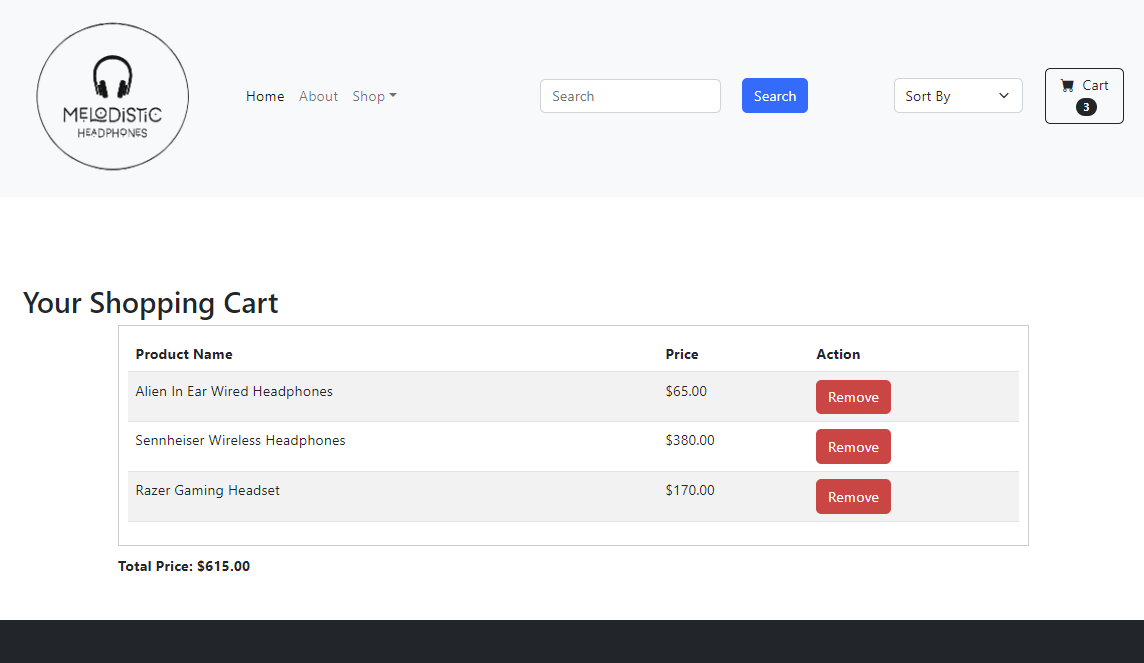 MELODISTIC
HEADPHONES
Home About Shop
Search
Search
Sort By
Cart
3
Your Shopping Cart
Product Name Price Action
Alien In Ear Wired Headphones $65.00 Remove
Sennheiser Wireless Headphones $380.00 Remove
Razer Gaming Headset $170.00 Remove
Total Price: $615.00